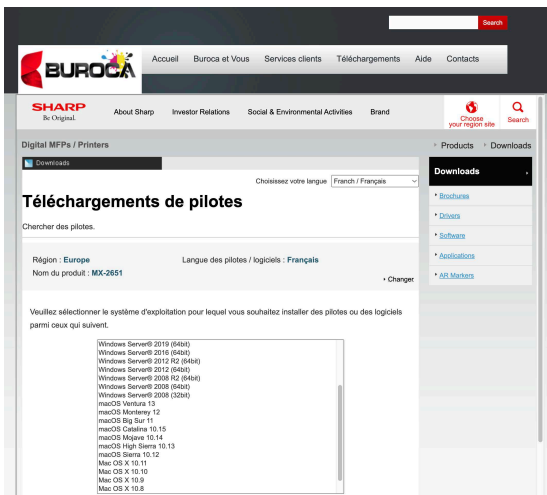 Search
BUROCA
Accueil Buroca et Vous Services clients Téléchargements Aide Contacts
SHARP
Be Original.
About Sharp Investor Relations Social & Environmental Activities Brand
Choose
your region site
Search
Digital MFPs / Printers
Products Downloads
Downloads
Choisissez votre langue Franch / Français
Téléchargements de pilotes
Chercher des pilotes.
Région : Europe Langue des pilotes / logiciels : Français
Nom du produit : MX-2651
Changer
Veuillez sélectionner le système d'exploitation pour lequel vous souhaitez installer des pilotes ou des logiciels
parmi ceux qui suivent.
Windows Server® 2019 (64bit)
Windows Server® 2016 (64bit)
Windows Server® 2012 R2 (64bit)
Windows Server® 2012 (64bit)
Windows Server® 2008 R2 (64bit)
Windows Server® 2008 (64bit)
Windows Server® 2008 (32bit)
macOS Ventura 13
macOS Monterey 12
macOS Big Sur 11
macOS Catalina 10.15
macOS Mojave 10.14
macOS High Sierra 10.13
macOS Sierra 10.12
Mac OS X 10.11
Mac OS X 10.10
Mac OS X 10.9
Mac OS X 10.8
Downloads
Brochures
Drivers
Software
Applications
AR Markers